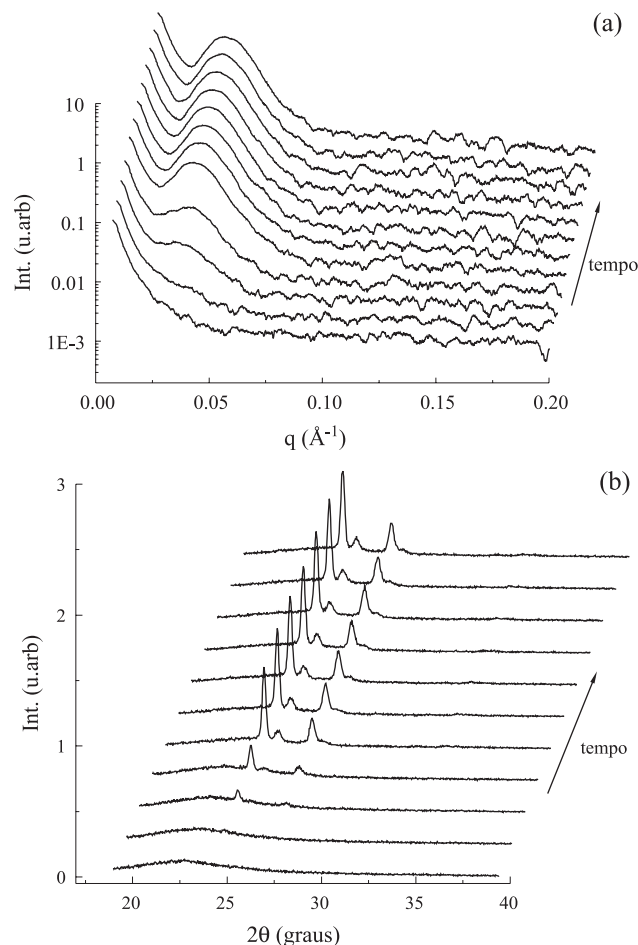 (a)
10
1
0.1
0.01
1E-3
Int. (u.arb)
tempo
0.00 0.05 0.10 0.15 0.20
q (Å-1)
(b)
3
2
1
0
Int. (u.arb)
tempo
20 25 30 35 40
2θ (graus)